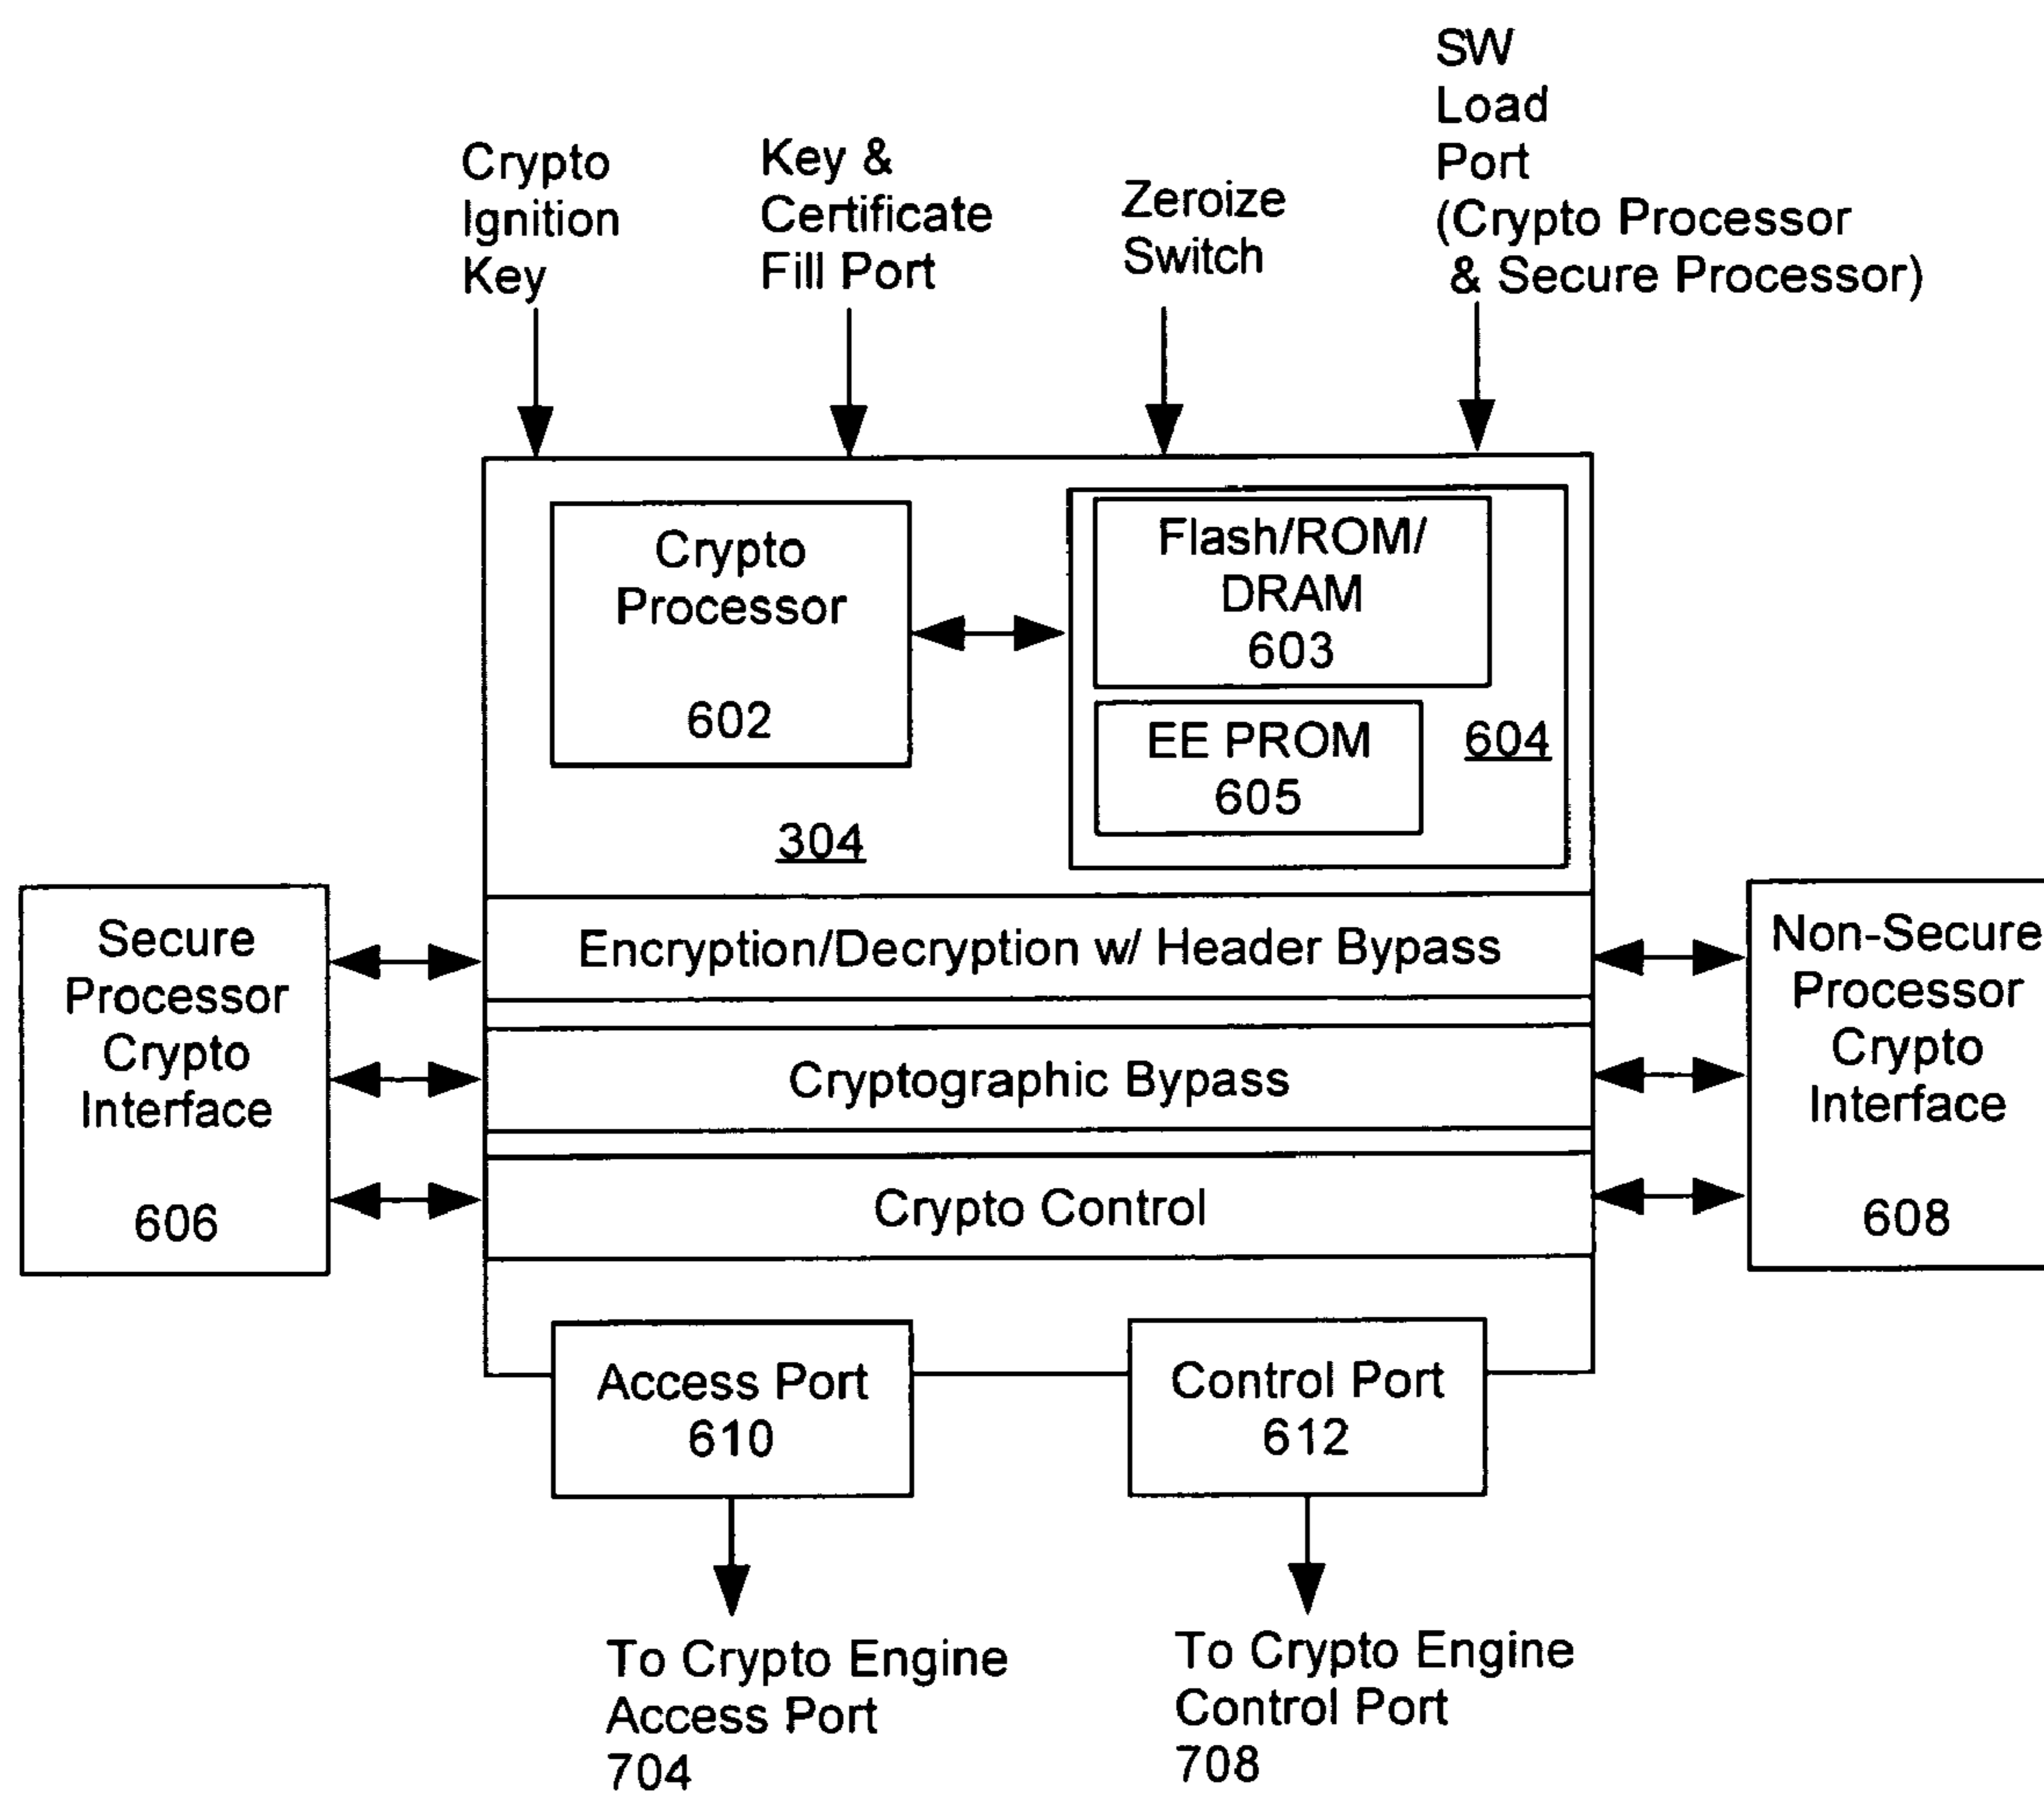 SW
Load
Port
(Crypto Processor
& Secure Processor)
Crypto
Ignition
Key
Key &
Certificate
Fill Port
Zeroize
Switch
Crypto
Processor
602
Flash/ROM/
DRAM
603
EE PROM
605
604
304
Secure
Processor
Crypto
Interface
606
Encryption/Decryption w/ Header Bypass
Cryptographic Bypass
Crypto Control
Non-Secure
Processor
Crypto
Interface
608
Access Port
610
Control Port
612
To Crypto Engine
Access Port
704
To Crypto Engine
Control Port
708